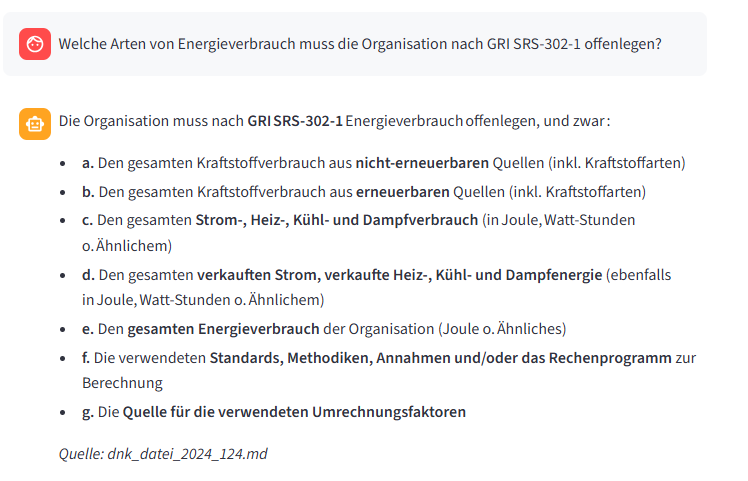 Welche Arten von Energieverbrauch muss die Organisation nach GRI SRS-302-1 offenlegen?
Die Organisation muss nach GRI SRS-302-1 Energieverbrauch offenlegen, und zwar:
• a. Den gesamten Kraftstoffverbrauch aus nicht-erneuerbaren Quellen (inkl. Kraftstoffarten)
• b. Den gesamten Kraftstoffverbrauch aus erneuerbaren Quellen (inkl. Kraftstoffarten)
• c. Den gesamten Strom-, Heiz-, Kühl- und Dampfverbrauch (in Joule, Watt-Stunden
o. Ähnlichem)
• d. Den gesamten verkauften Strom, verkaufte Heiz-, Kühl- und Dampfenergie (ebenfalls
in Joule, Watt-Stunden o. Ähnlichem)
• e. Den gesamten Energieverbrauch der Organisation (Joule o. Ähnliches)
• f. Die verwendeten Standards, Methodiken, Annahmen und/oder das Rechenprogramm zur
Berechnung
• g. Die Quelle für die verwendeten Umrechnungsfaktoren
Quelle: dnk_datei_2024_124.md